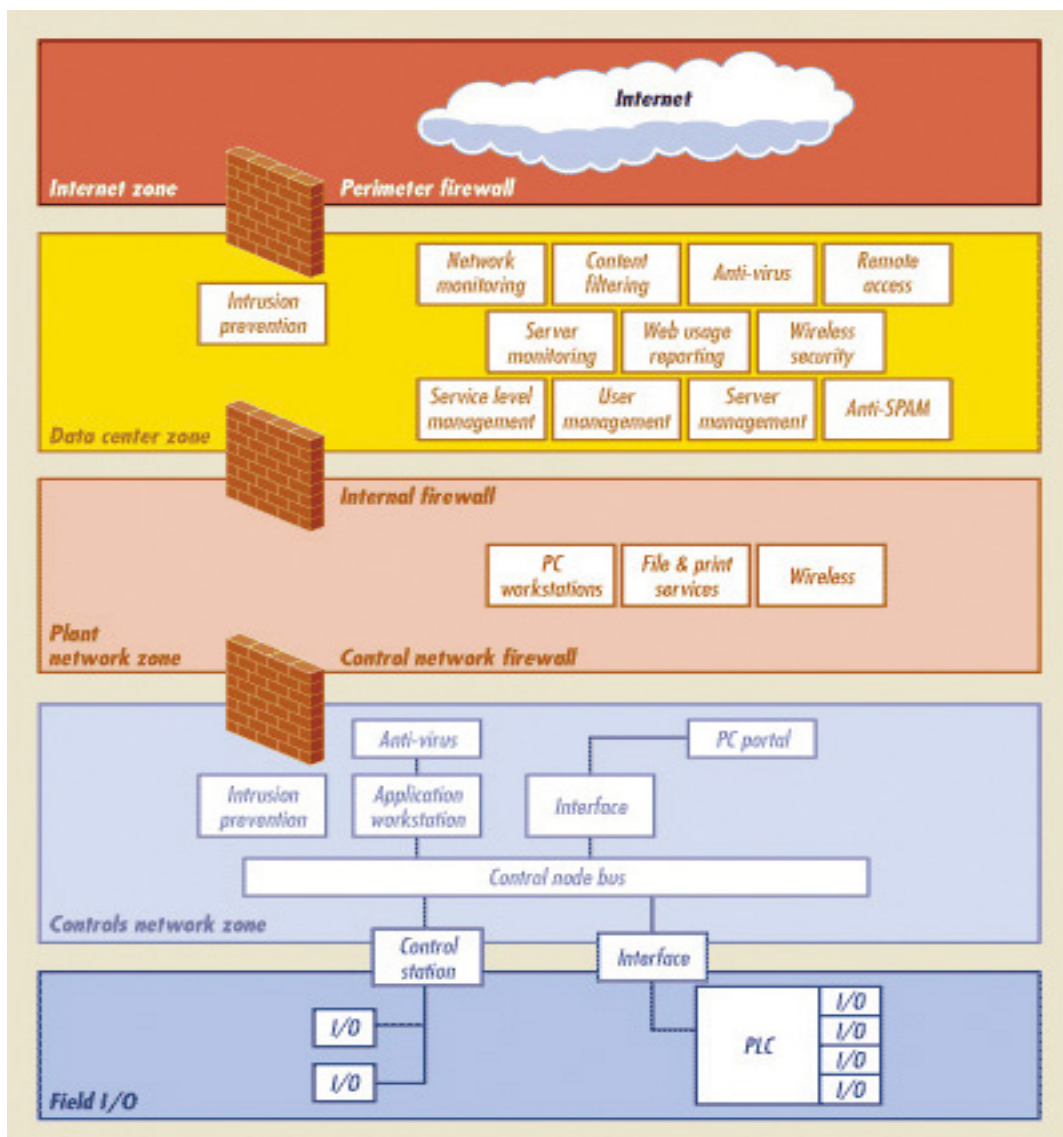 Internet
Internet zone
Perimeter firewall
Network
monitoring
Content
filtering
Anti-virus
Remote
access
Intrusion
prevention
Server
monitoring
Web usage
reporting
Wireless
security
Service level
management
User
management
Server
management
Anti-SPAM
Data center zone
Internal firewall
PC
workstations
File & print
services
Wireless
Plant
network zone
Control network firewall
Anti-virus
PC portal
Intrusion
prevention
Application
workstation
Interface
Control node bus
Controls network zone
Control
station
Interface
I/O
I/O
PLC
I/O
I/O
I/O
I/O
Field I/O